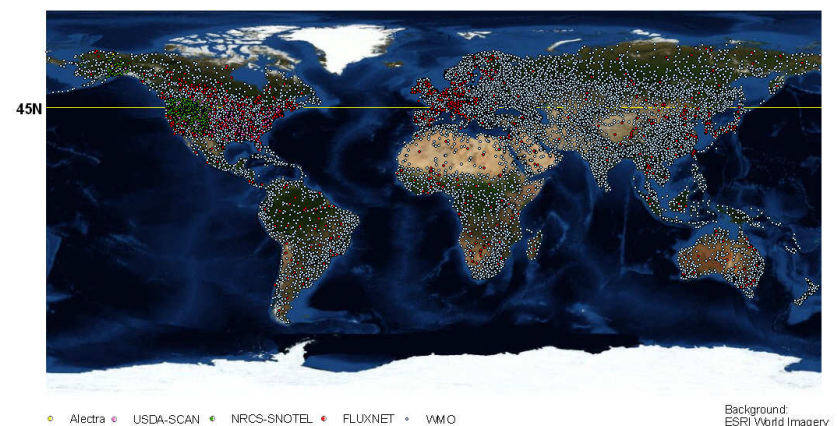 45N
Alectra USDA-SCAN NRCS-SNOTEL FLUXNET WMO
Background:
ESRI World Imagery